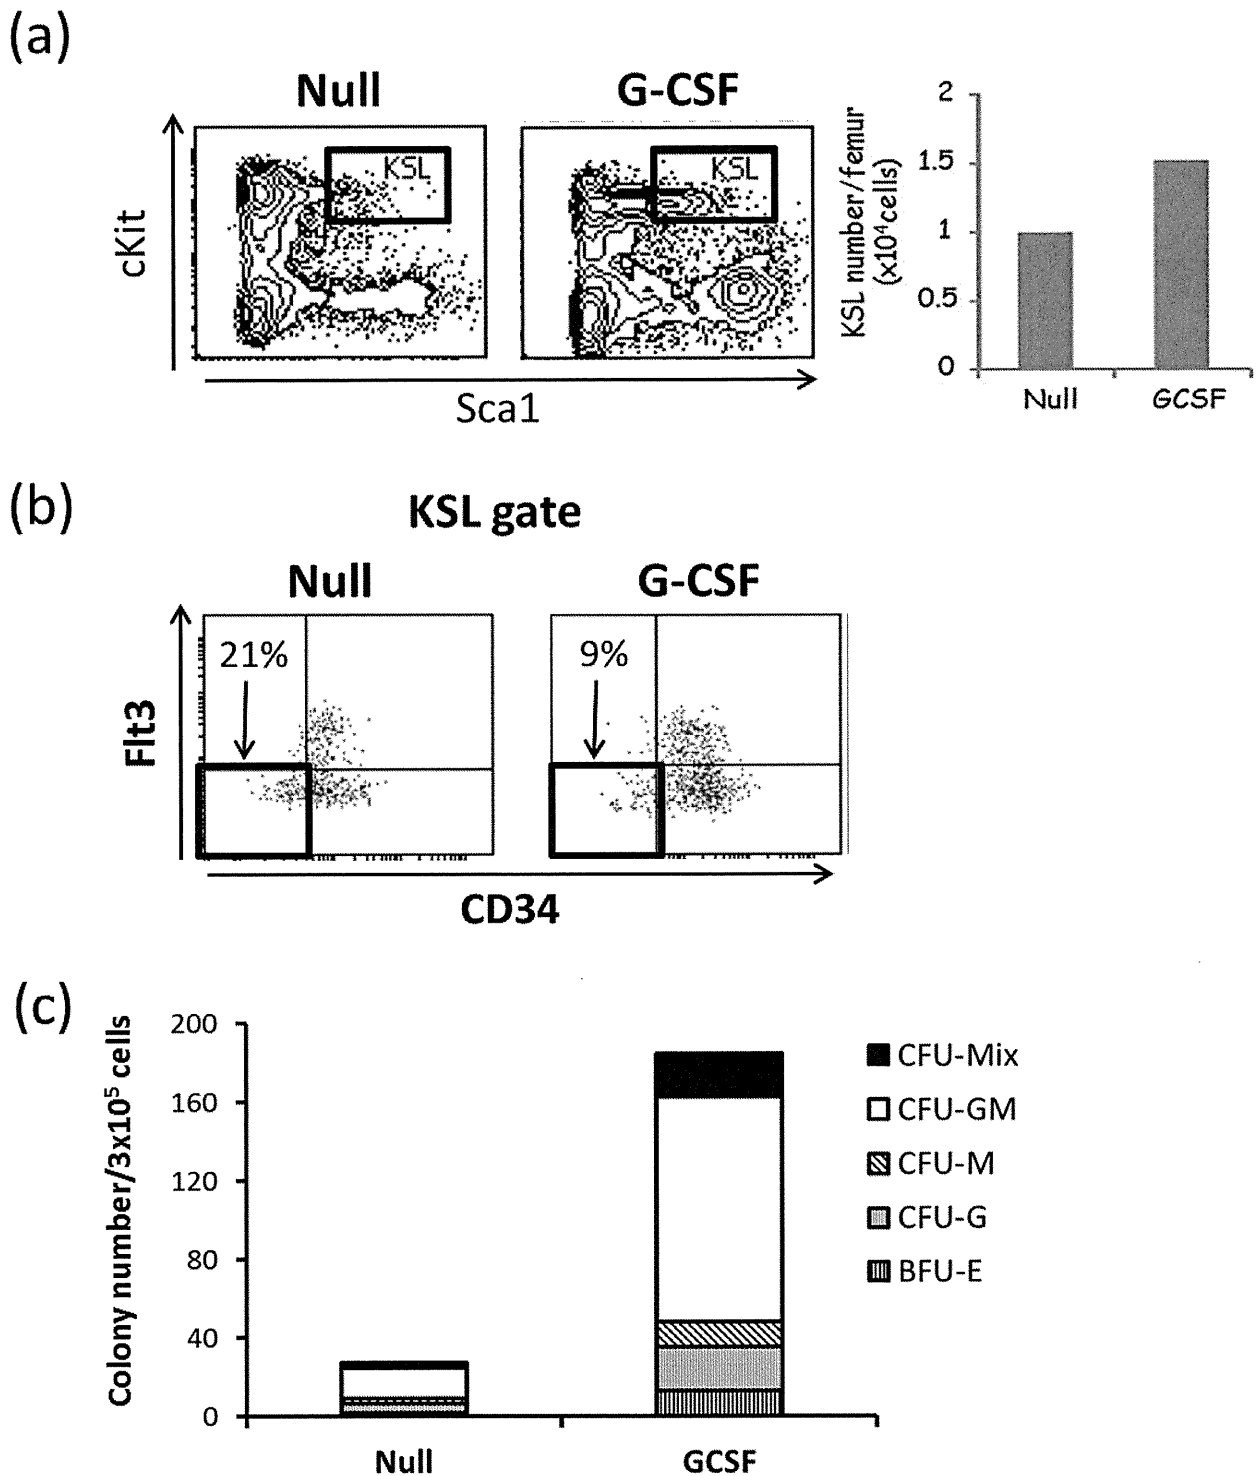 (a)
Null
G-CSF
KSL
KSL
cKit
Sca1
KSL number/femur
(x10⁴cells)
2
1.5
1
0.5
0
Null
GCSF
(b)
KSL gate
Null
G-CSF
21%
9%
Flt3
CD34
(c)
Colony number/3x10⁵ cells
200
160
120
80
40
0
Null
GCSF
CFU-Mix
CFU-GM
CFU-M
CFU-G
BFU-E